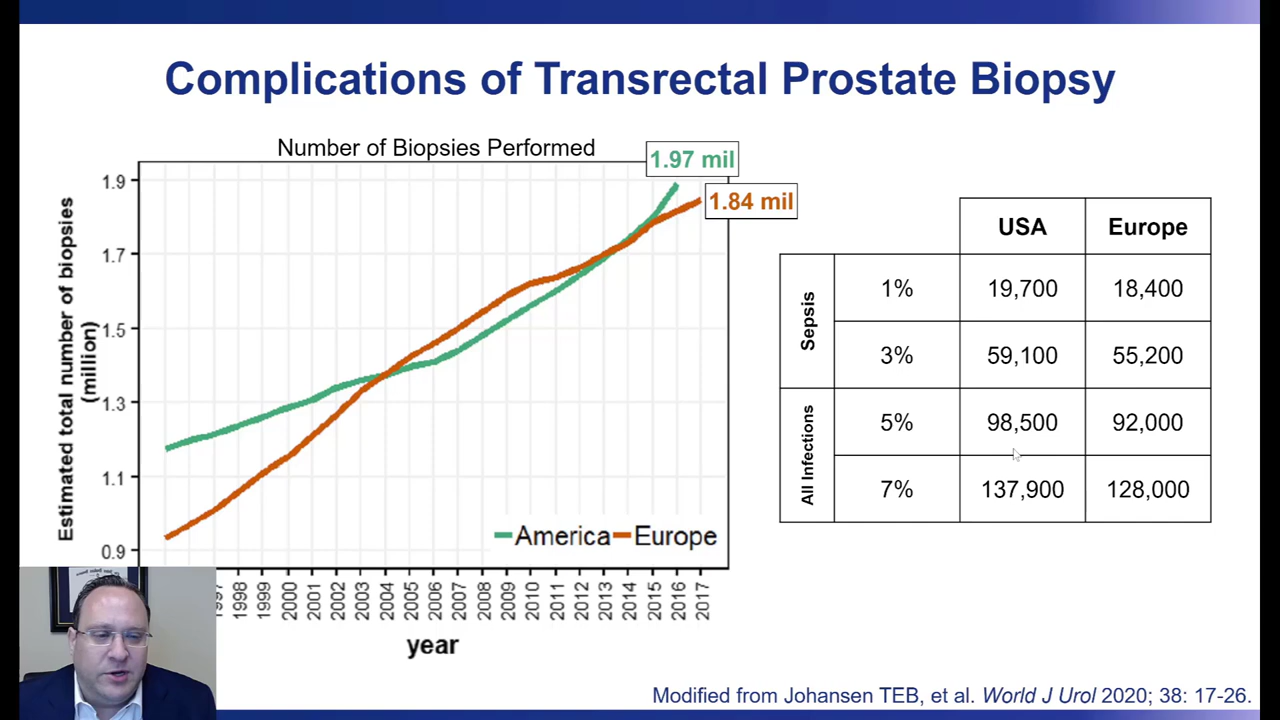 Complications of Transrectal Prostate Biopsy
Number of Biopsies Performed
1.97 mil
1.84 mil
Estimated total number of biopsies
(million)
1.9
1.7
1.5
1.3
1.1
0.9
America Europe
1998 1999 2000 2001 2002 2003 2004 2005 2006 2007 2008 2009 2010 2011 2012 2013 2014 2015 2016 2017
year
USA Europe
Sepsis
1% 19,700 18,400
3% 59,100 55,200
All Infections
5% 98,500 92,000
7% 137,900 128,000
Modified from Johansen TEB, et al. World J Urol 2020; 38: 17-26.